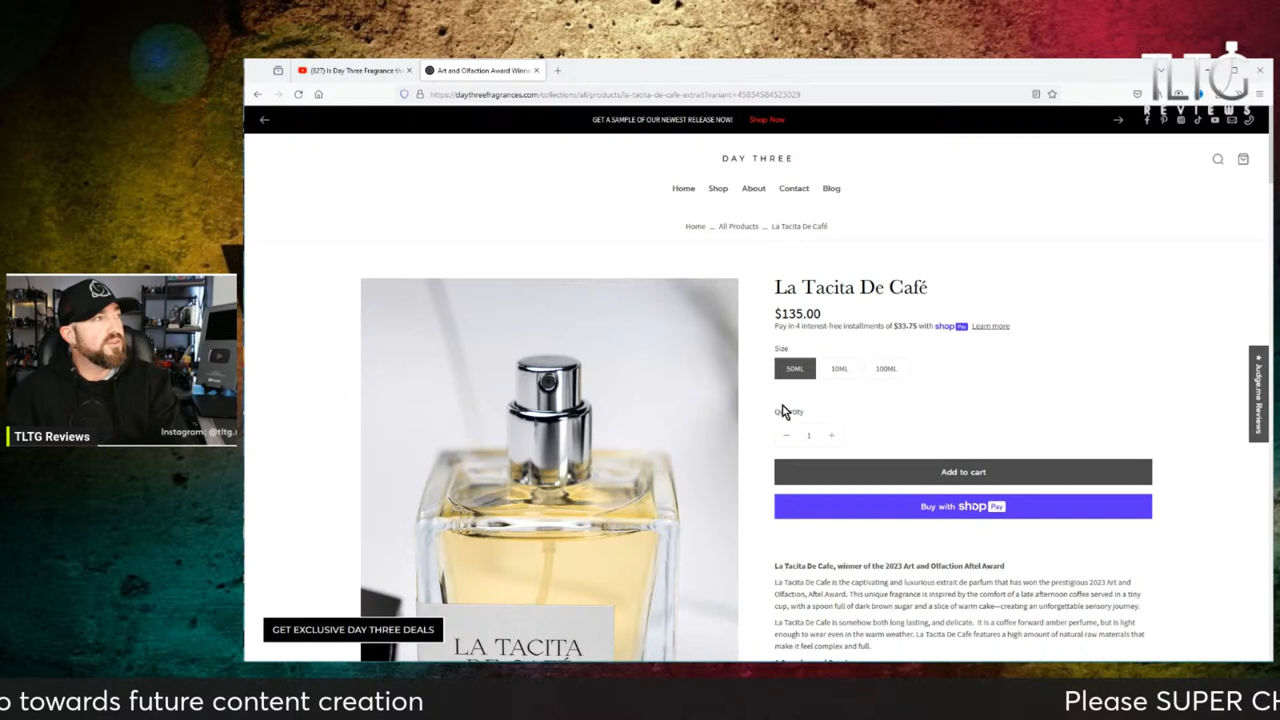 (827) Is Day Three Fragrance the
Art and Olfaction Award Winne
https://daythreefragrances.com/collections/all/products/la-tacita-de-cafe-extrait?variant=45834584523029
TLTG
REVIEWS
GET A SAMPLE OF OUR NEWEST RELEASE NOW! Shop Now
DAY THREE
Home Shop About Contact Blog
Home ... All Products ... La Tacita De Café
La Tacita De Café
$135.00
Pay in 4 interest-free installments of $33.75 with shop Pay Learn more
Size
50ML 10ML 100ML
Quantity
− 1 +
Add to cart
Buy with shop Pay
★ Judge.me Reviews
La Tacita De Cafe, winner of the 2023 Art and Olfaction Aftel Award
La Tacita De Cafe is the captivating and luxurious extrait de parfum that has won the prestigious 2023 Art and
Olfaction, Aftel Award. This unique fragrance is inspired by the comfort of a late afternoon coffee served in a tiny
cup, with a spoon full of dark brown sugar and a slice of warm cake—creating an unforgettable sensory journey.
La Tacita De Cafe is somehow both long lasting, and delicate. It is a coffee forward amber perfume, but is light
enough to wear even in the warm weather. La Tacita De Cafe features a high amount of natural raw materials that
make it feel complex and full.
GET EXCLUSIVE DAY THREE DEALS
LA TACITA
DE CAFÉ
TLTG Reviews
Instagram: @tltg.
o towards future content creation
Please SUPER CH